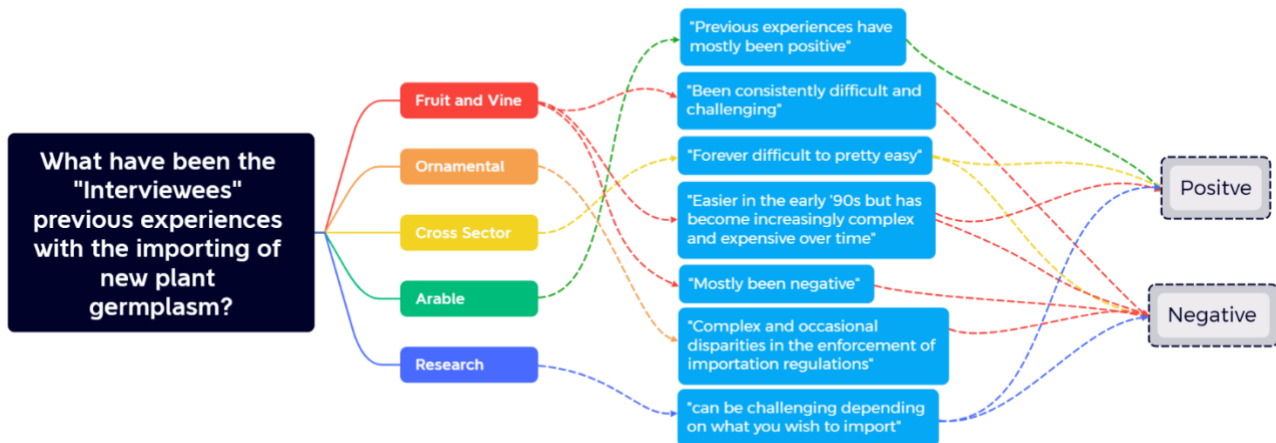 What have been the
"Interviewees"
previous experiences
with the importing of
new plant
germplasm?
Fruit and Vine
Ornamental
Cross Sector
Arable
Research
"Previous experiences have
mostly been positive"
"Been consistently difficult and
challenging"
"Forever difficult to pretty easy"
"Easier in the early '90s but has
become increasingly complex
and expensive over time"
"Mostly been negative"
"Complex and occasional
disparities in the enforcement of
importation regulations"
"can be challenging depending
on what you wish to import"
Positve
Negative